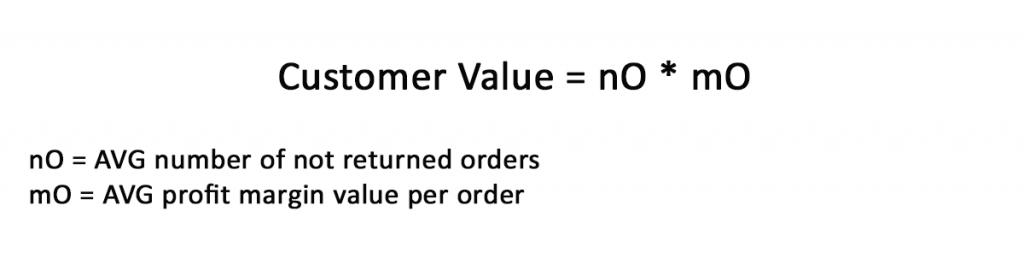 Customer Value = nO * mO
nO = AVG number of not returned orders
mO = AVG profit margin value per order